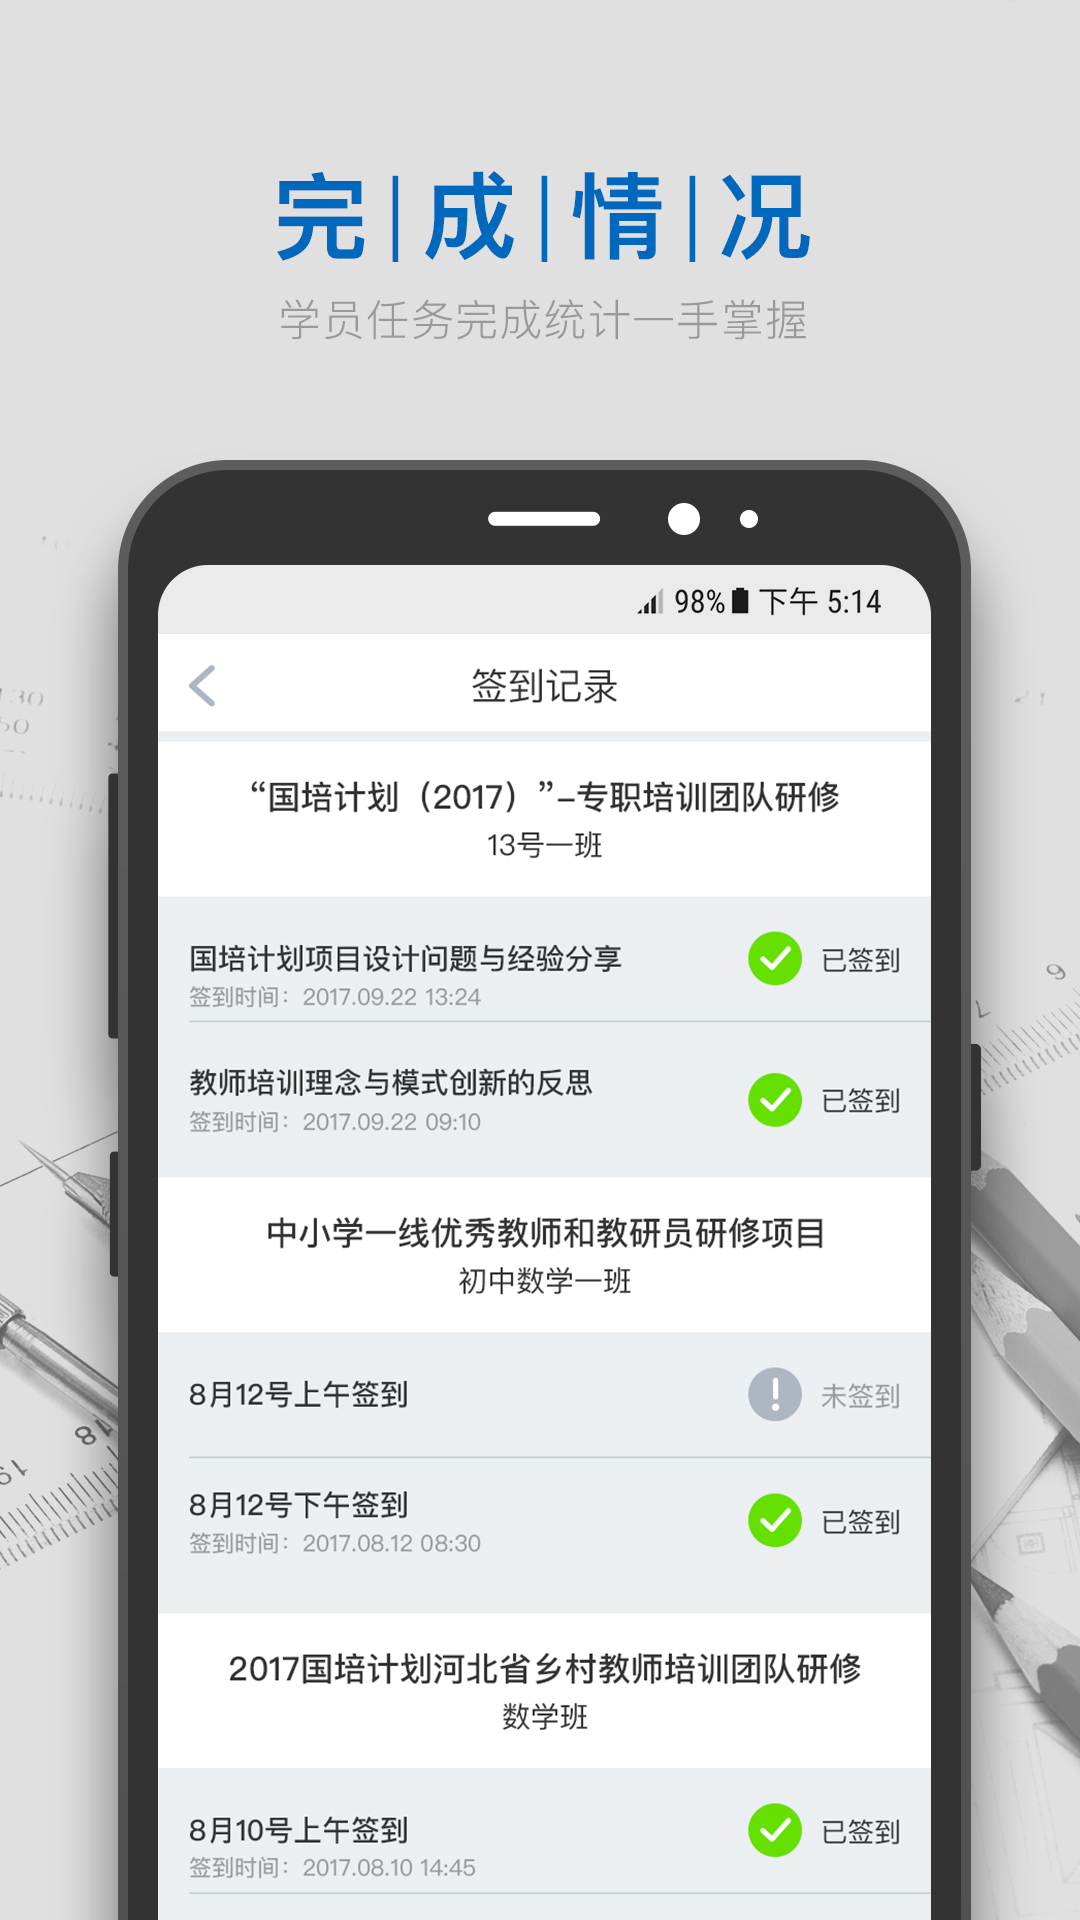 完成情况
学员任务完成统计一手掌握
98% 下午 5:14
签到记录
“国培计划（2017）”–专职培训团队研修
13号一班
国培计划项目设计问题与经验分享
已签到
签到时间：2017.09.22 13:24
教师培训理念与模式创新的反思
已签到
签到时间：2017.09.22 09:10
中小学一线优秀教师和教研员研修项目
初中数学一班
8月12号上午签到
未签到
8月12号下午签到
已签到
签到时间：2017.08.12 08:30
2017国培计划河北省乡村教师培训团队研修
数学班
8月10号上午签到
已签到
签到时间：2017.08.10 14:45
130
6
7
18
19